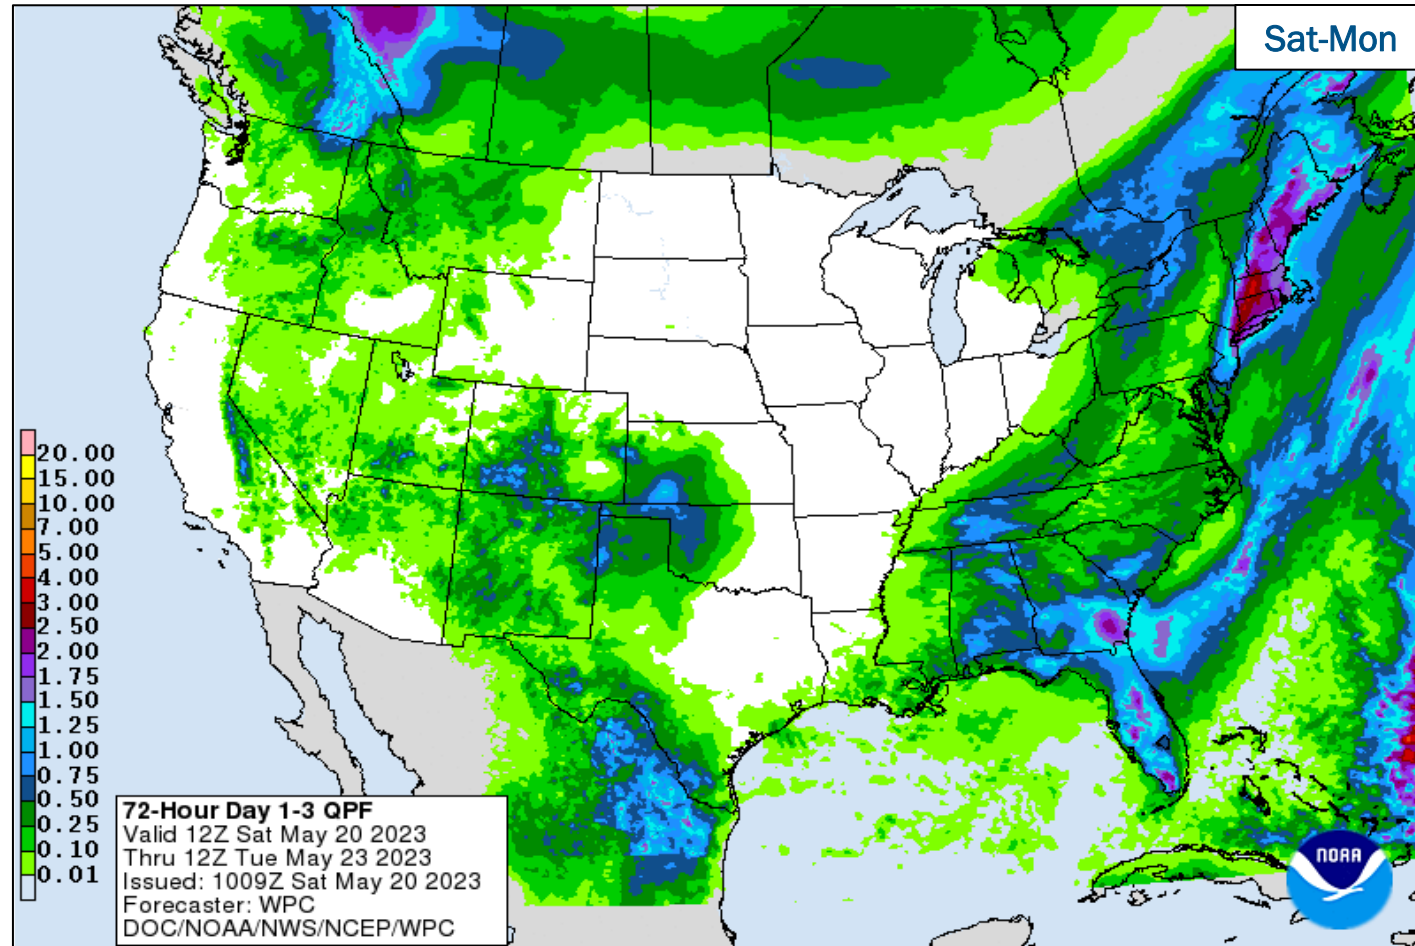 Sat-Mon
20.00
15.00
10.00
7.00
5.00
4.00
3.00
2.50
2.00
1.75
1.50
1.25
1.00
0.75
0.50
0.25
0.10
0.01
72-Hour Day 1-3 QPF
Valid 12Z Sat May 20 2023
Thru 12Z Tue May 23 2023
Issued: 1009Z Sat May 20 2023
Forecaster: WPC
DOC/NOAA/NWS/NCEP/WPC
NOAA